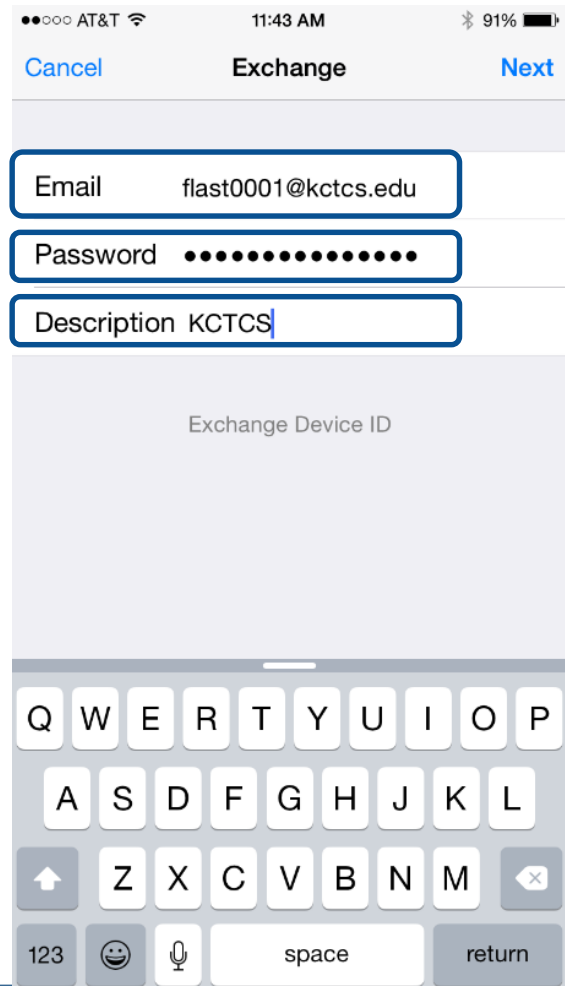 AT&T 11:43 AM 91%
Cancel Exchange Next
Email flast0001@kctcs.edu
Password •••••••••••••••
Description KCTCS
Exchange Device ID
Q W E R T Y U I O P
A S D F G H J K L
Z X C V B N M
123 space return